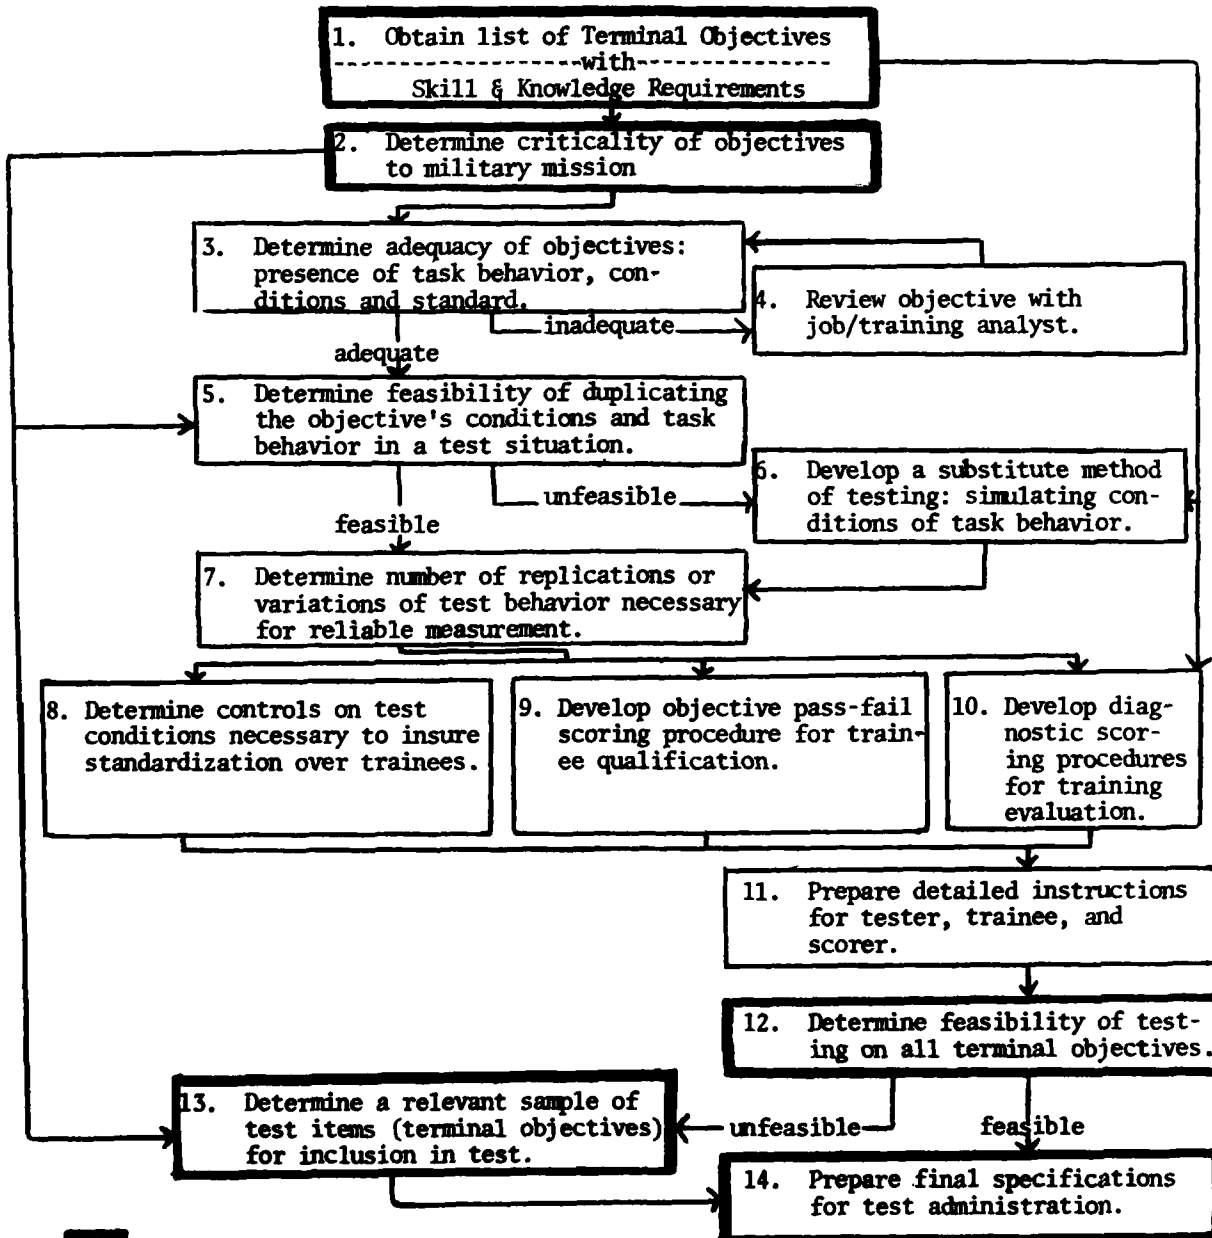 1. Obtain list of Terminal Objectives
------------------with----------------
Skill & Knowledge Requirements
2. Determine criticality of objectives
to military mission
3. Determine adequacy of objectives:
presence of task behavior, con-
ditions and standard.
4. Review objective with
job/training analyst.
inadequate
adequate
5. Determine feasibility of duplicating
the objective's conditions and task
behavior in a test situation.
6. Develop a substitute method
of testing: simulating con-
ditions of task behavior.
unfeasible
feasible
7. Determine number of replications or
variations of test behavior necessary
for reliable measurement.
8. Determine controls on test
conditions necessary to insure
standardization over trainees.
9. Develop objective pass-fail
scoring procedure for train-
ee qualification.
10. Develop diag-
nostic scor-
ing procedures
for training
evaluation.
11. Prepare detailed instructions
for tester, trainee, and
scorer.
12. Determine feasibility of test-
ing on all terminal objectives.
13. Determine a relevant sample of
test items (terminal objectives)
for inclusion in test.
unfeasible
feasible
14. Prepare final specifications
for test administration.